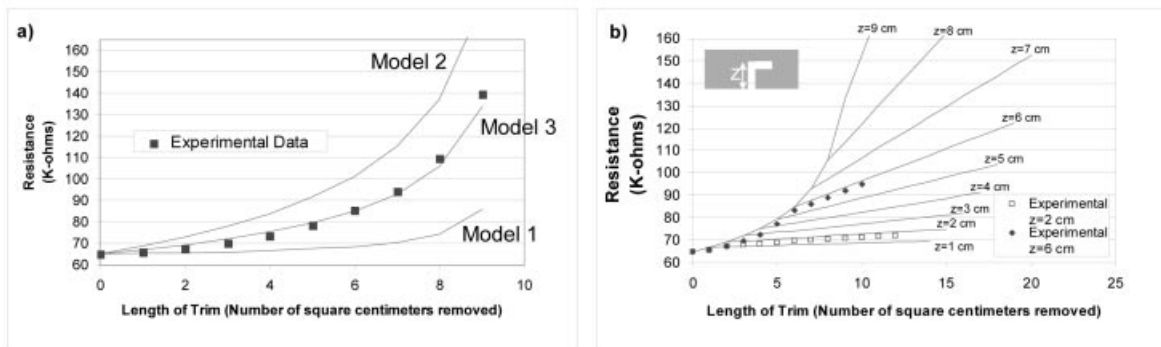 a)
160
150
140
130
120
110
100
90
80
70
60
Resistance
(K-ohms)
Model 2
Model 3
Model 1
Experimental Data
0 2 4 6 8 10
Length of Trim (Number of square centimeters removed)
b)
160
150
140
130
120
110
100
90
80
70
60
Resistance
(K-ohms)
Z
z=9 cm
z=8 cm
z=7 cm
z=6 cm
z=5 cm
z=4 cm
z=3 cm
z=2 cm
z=1 cm
Experimental
z=2 cm
Experimental
z=6 cm
0 5 10 15 20 25
Length of Trim (Number of square centimeters removed)